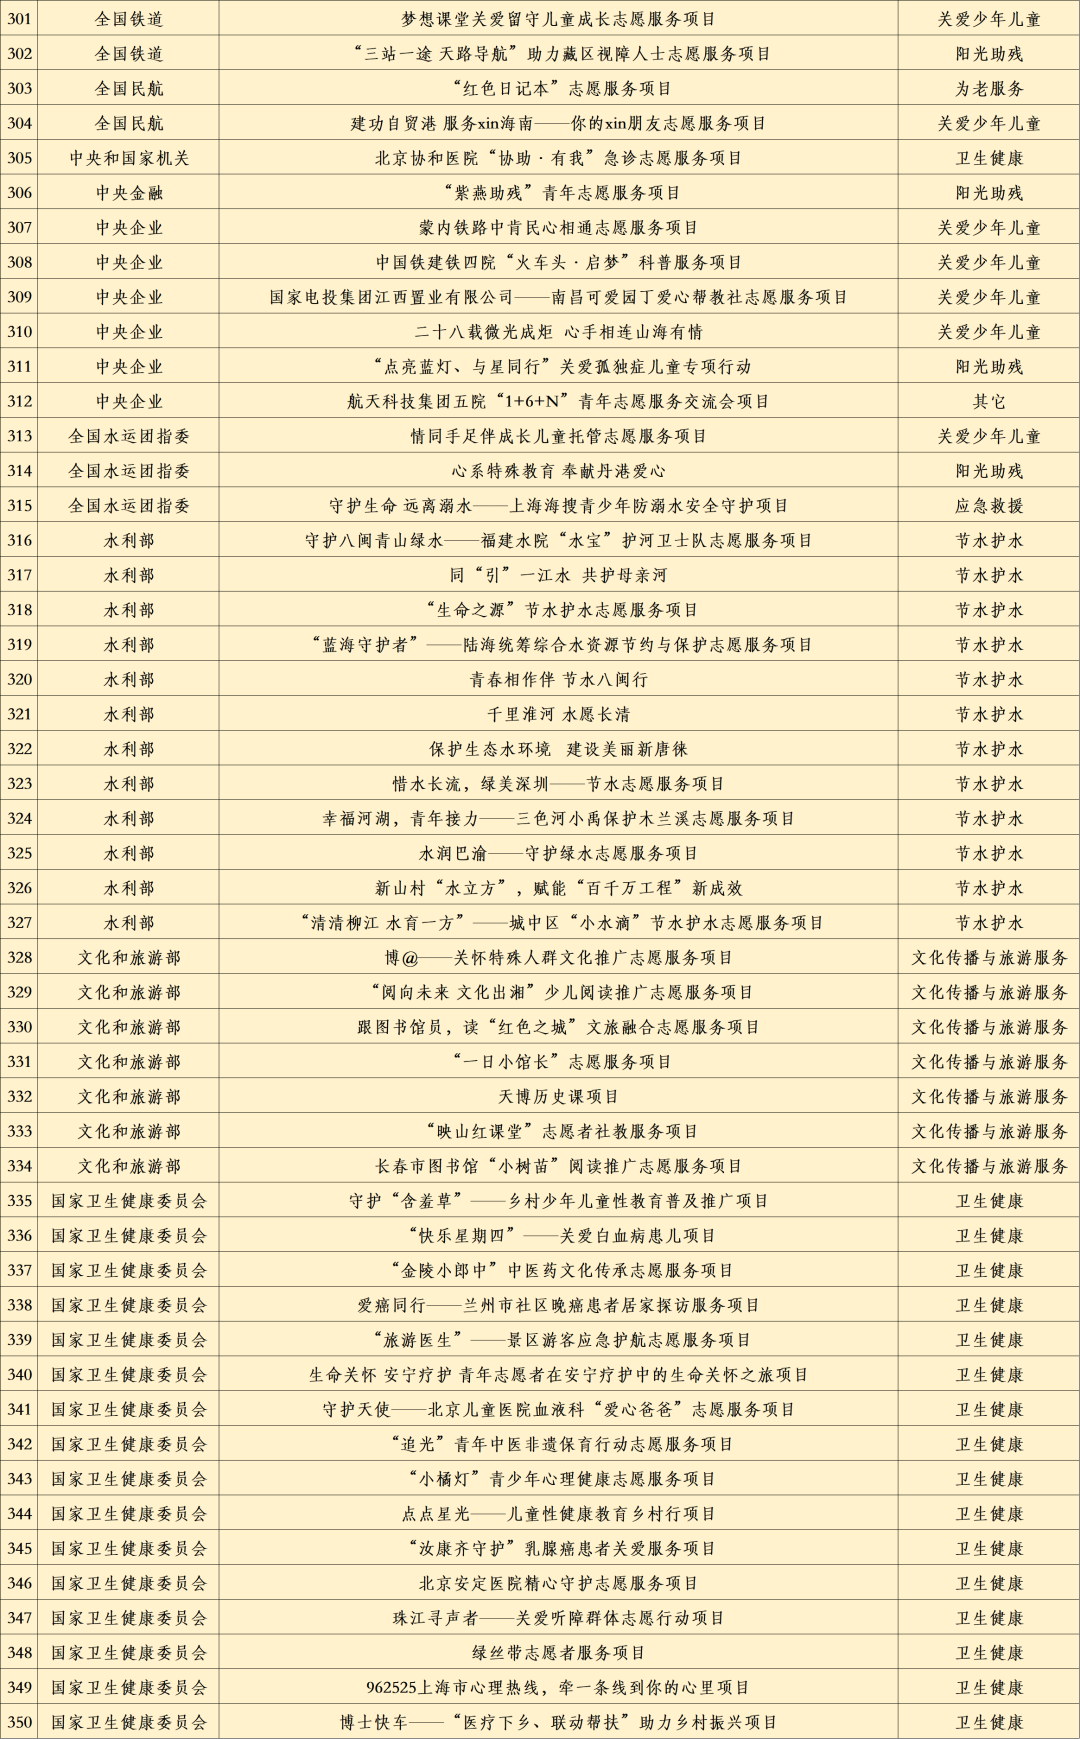 301 全国铁道 梦想课堂关爱留守儿童成长志愿服务项目 关爱少年儿童
302 全国铁道 “三站一途 天路导航”助力藏区视障人士志愿服务项目 阳光助残
303 全国民航 “红色日记本”志愿服务项目 为老服务
304 全国民航 建功自贸港 服务xin海南——你的xin朋友志愿服务项目 关爱少年儿童
305 中央和国家机关 北京协和医院“协助·有我”急诊志愿服务项目 卫生健康
306 中央金融 “紫燕助残”青年志愿服务项目 阳光助残
307 中央企业 蒙内铁路中肯民心相通志愿服务项目 关爱少年儿童
308 中央企业 中国铁建铁四院“火车头·启梦”科普服务项目 关爱少年儿童
309 中央企业 国家电投集团江西置业有限公司——南昌可爱园丁爱心帮教社志愿服务项目 关爱少年儿童
310 中央企业 二十八载微光成炬 心手相连山海有情 关爱少年儿童
311 中央企业 “点亮蓝灯、与星同行”关爱孤独症儿童专项行动 阳光助残
312 中央企业 航天科技集团五院“1+6+N”青年志愿服务交流会项目 其它
313 全国水运团指委 情同手足伴成长儿童托管志愿服务项目 关爱少年儿童
314 全国水运团指委 心系特殊教育 奉献丹港爱心 阳光助残
315 全国水运团指委 守护生命 远离溺水——上海海搜青少年防溺水安全守护项目 应急救援
316 水利部 守护八闽青山绿水——福建水院“水宝”护河卫士队志愿服务项目 节水护水
317 水利部 同“引”一江水 共护母亲河 节水护水
318 水利部 “生命之源”节水护水志愿服务项目 节水护水
319 水利部 “蓝海守护者”——陆海统筹综合水资源节约与保护志愿服务项目 节水护水
320 水利部 青春相作伴 节水八闽行 节水护水
321 水利部 千里淮河 水愿长清 节水护水
322 水利部 保护生态水环境 建设美丽新唐徕 节水护水
323 水利部 惜水长流，绿美深圳——节水志愿服务项目 节水护水
324 水利部 幸福河湖，青年接力——三色河小禹保护木兰溪志愿服务项目 节水护水
325 水利部 水润巴渝——守护绿水志愿服务项目 节水护水
326 水利部 新山村“水立方”，赋能“百千万工程”新成效 节水护水
327 水利部 “清清柳江 水育一方”——城中区“小水滴”节水护水志愿服务项目 节水护水
328 文化和旅游部 博@——关怀特殊人群文化推广志愿服务项目 文化传播与旅游服务
329 文化和旅游部 “阅向未来 文化出湘”少儿阅读推广志愿服务项目 文化传播与旅游服务
330 文化和旅游部 跟图书馆员，读“红色之城”文旅融合志愿服务项目 文化传播与旅游服务
331 文化和旅游部 “一日小馆长”志愿服务项目 文化传播与旅游服务
332 文化和旅游部 天博历史课项目 文化传播与旅游服务
333 文化和旅游部 “映山红课堂”志愿者社教服务项目 文化传播与旅游服务
334 文化和旅游部 长春市图书馆“小树苗”阅读推广志愿服务项目 文化传播与旅游服务
335 国家卫生健康委员会 守护“含羞草”——乡村少年儿童性教育普及推广项目 卫生健康
336 国家卫生健康委员会 “快乐星期四”——关爱白血病患儿项目 卫生健康
337 国家卫生健康委员会 “金陵小郎中”中医药文化传承志愿服务项目 卫生健康
338 国家卫生健康委员会 爱癌同行——兰州市社区晚癌患者居家探访服务项目 卫生健康
339 国家卫生健康委员会 “旅游医生”——景区游客应急护航志愿服务项目 卫生健康
340 国家卫生健康委员会 生命关怀 安宁疗护 青年志愿者在安宁疗护中的生命关怀之旅项目 卫生健康
341 国家卫生健康委员会 守护天使——北京儿童医院血液科“爱心爸爸”志愿服务项目 卫生健康
342 国家卫生健康委员会 “追光”青年中医非遗保育行动志愿服务项目 卫生健康
343 国家卫生健康委员会 “小橘灯”青少年心理健康志愿服务项目 卫生健康
344 国家卫生健康委员会 点点星光——儿童性健康教育乡村行项目 卫生健康
345 国家卫生健康委员会 “汝康齐守护”乳腺癌患者关爱服务项目 卫生健康
346 国家卫生健康委员会 北京安定医院精心守护志愿服务项目 卫生健康
347 国家卫生健康委员会 珠江寻声者——关爱听障群体志愿行动项目 卫生健康
348 国家卫生健康委员会 绿丝带志愿者服务项目 卫生健康
349 国家卫生健康委员会 962525上海市心理热线，牵一条线到你的心里项目 卫生健康
350 国家卫生健康委员会 博士快车——“医疗下乡、联动帮扶”助力乡村振兴项目 卫生健康